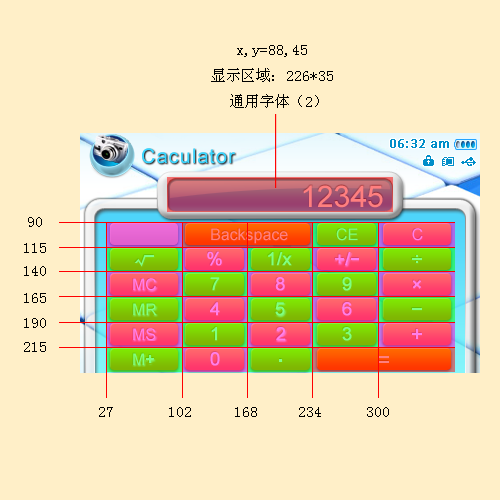 x,y=88,45
显示区域: 226*35
通用字体（2）
06:32 am
Caculator
12345
90
Backspace CE C
115
√ % 1/x +/- ÷
140
MC 7 8 9 ×
165
MR 4 5 6 −
190
MS 1 2 3 +
215
M+ 0 · =
27 102 168 234 300